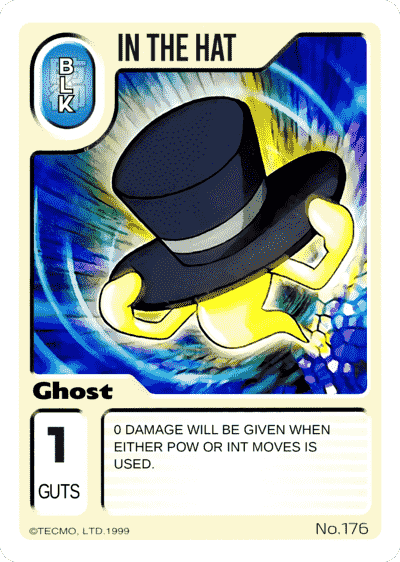 BLK
IN THE HAT
Ghost
1
GUTS
0 DAMAGE WILL BE GIVEN WHEN
EITHER POW OR INT MOVES IS
USED.
©TECMO, LTD.1999
No.176